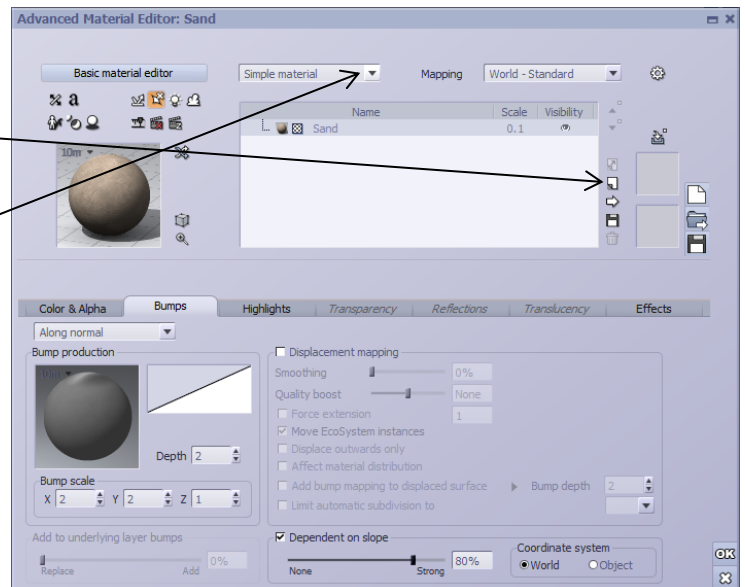 Advanced Material Editor: Sand
Basic material editor
Simple material
Mapping
World - Standard
Name
Scale
Visibility
Sand
0.1
10m
Color & Alpha
Bumps
Highlights
Transparency
Reflections
Translucency
Effects
Along normal
Bump production
Depth 2
Bump scale
X 2 Y 2 Z 1
Add to underlying layer bumps
0%
Replace Add
Displacement mapping
Smoothing 0%
Quality boost None
Force extension 1
Move EcoSystem instances
Displace outwards only
Affect material distribution
Add bump mapping to displaced surface Bump depth 2
Limit automatic subdivision to
Dependent on slope
80%
None Strong
Coordinate system
World Object
OK